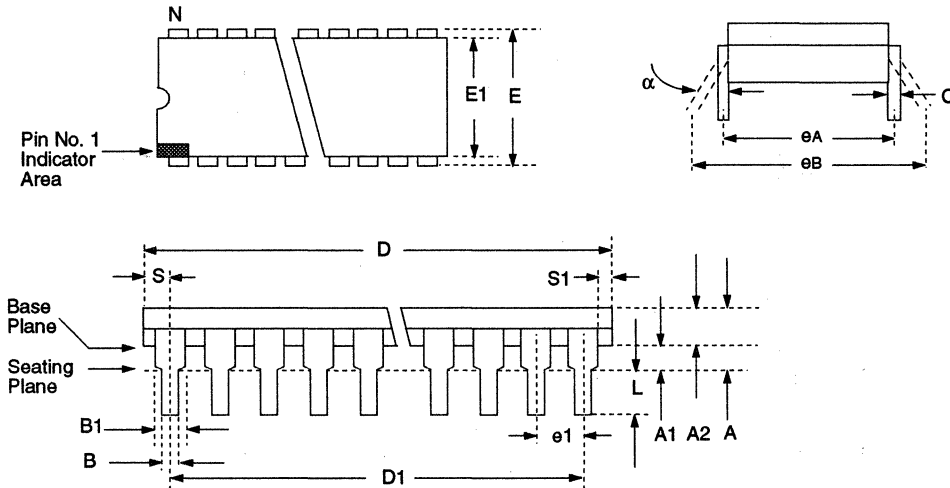 N
E1
E
Pin No. 1
Indicator
Area
α
C
eA
eB
D
S
S1
Base
Plane
Seating
Plane
L
B1
B
e1
A1
A2
A
D1